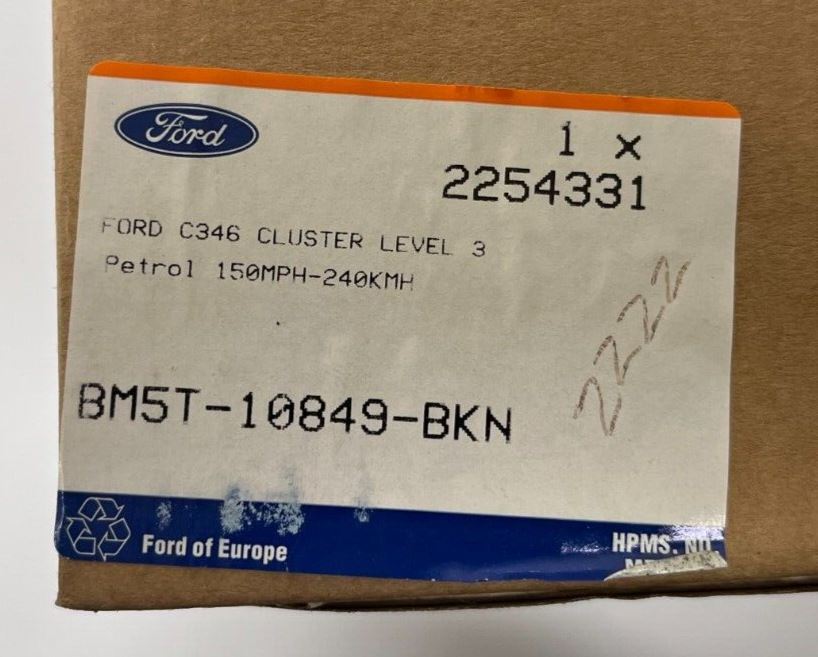 Ford
1 x
2254331
FORD C346 CLUSTER LEVEL 3
Petrol 150MPH-240KMH
2222
BM5T-10849-BKN
Ford of Europe
HPMS. NO